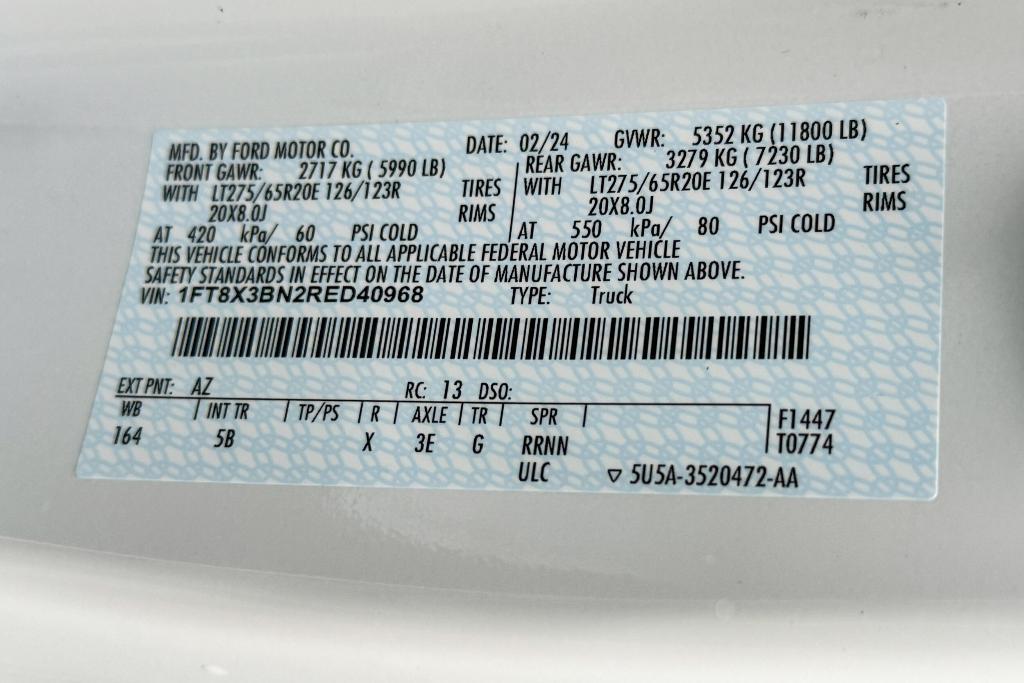 MFD. BY FORD MOTOR CO. DATE: 02/24 GVWR: 5352 KG (11800 LB)
FRONT GAWR: 2717 KG ( 5990 LB) REAR GAWR: 3279 KG ( 7230 LB)
WITH LT275/65R20E 126/123R TIRES WITH LT275/65R20E 126/123R TIRES
20X8.0J RIMS 20X8.0J RIMS
AT 420 kPa/ 60 PSI COLD AT 550 kPa/ 80 PSI COLD
THIS VEHICLE CONFORMS TO ALL APPLICABLE FEDERAL MOTOR VEHICLE
SAFETY STANDARDS IN EFFECT ON THE DATE OF MANUFACTURE SHOWN ABOVE.
VIN: 1FT8X3BN2RED40968 TYPE: Truck
EXT PNT: AZ RC: 13 DSO:
WB INT TR TP/PS R AXLE TR SPR F1447
164 5B X 3E G RRNN T0774
ULC ▽ 5U5A-3520472-AA